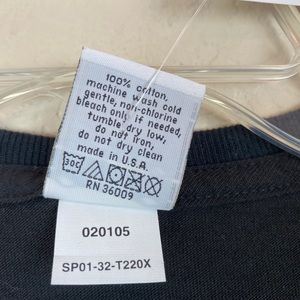 100% cotton,
machine wash cold
gentle, non-chlorine
bleach only if needed,
tumble dry low,
do not iron,
do not dry clean
made in U.S.A.
30C
RN 36009
020105
SP01-32-T220X